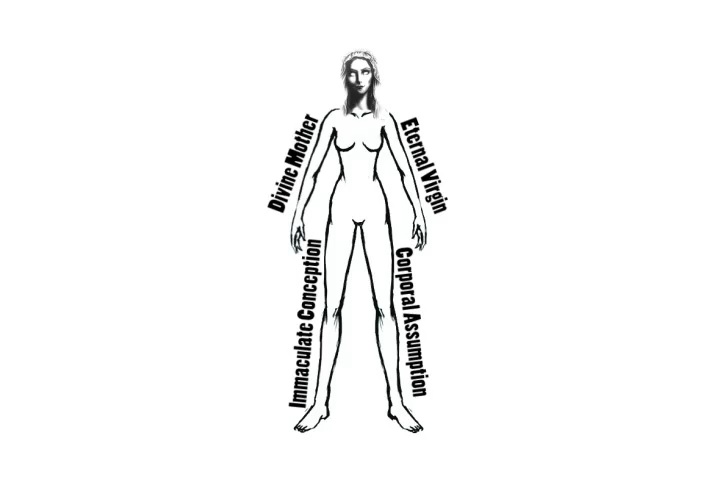 Divine Mother
Eternal Virgin
Immaculate Conception
Corporal Assumption